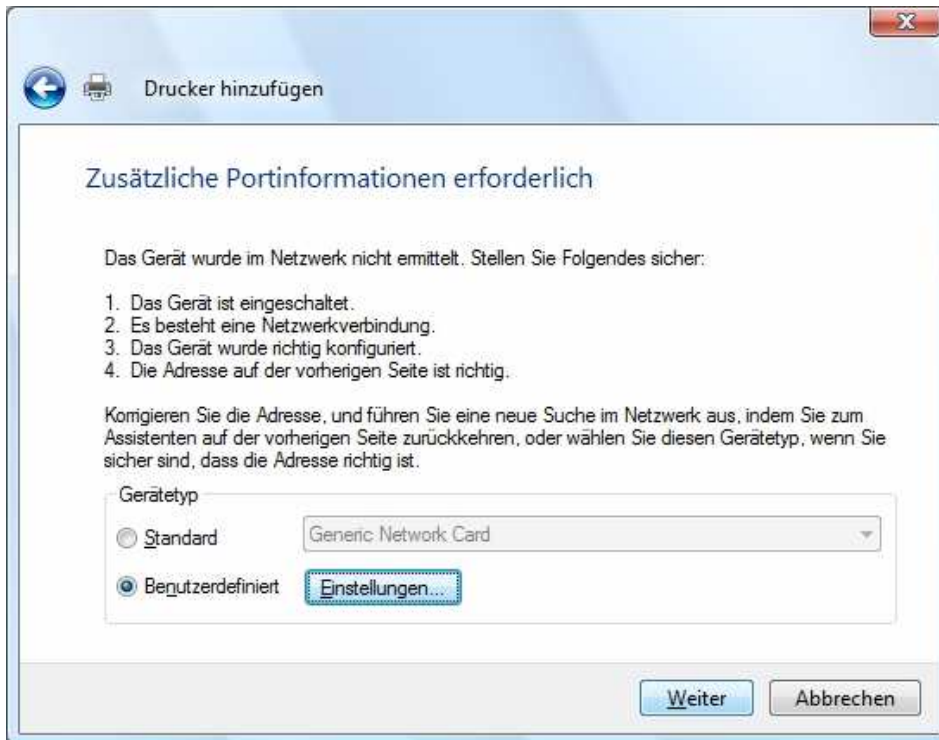 Drucker hinzufügen
Zusätzliche Portinformationen erforderlich
Das Gerät wurde im Netzwerk nicht ermittelt. Stellen Sie Folgendes sicher:
1. Das Gerät ist eingeschaltet.
2. Es besteht eine Netzwerkverbindung.
3. Das Gerät wurde richtig konfiguriert.
4. Die Adresse auf der vorherigen Seite ist richtig.
Korrigieren Sie die Adresse, und führen Sie eine neue Suche im Netzwerk aus, indem Sie zum
Assistenten auf der vorherigen Seite zurückkehren, oder wählen Sie diesen Gerätetyp, wenn Sie
sicher sind, dass die Adresse richtig ist.
Gerätetyp
Standard Generic Network Card
Benutzerdefiniert Einstellungen...
Weiter Abbrechen